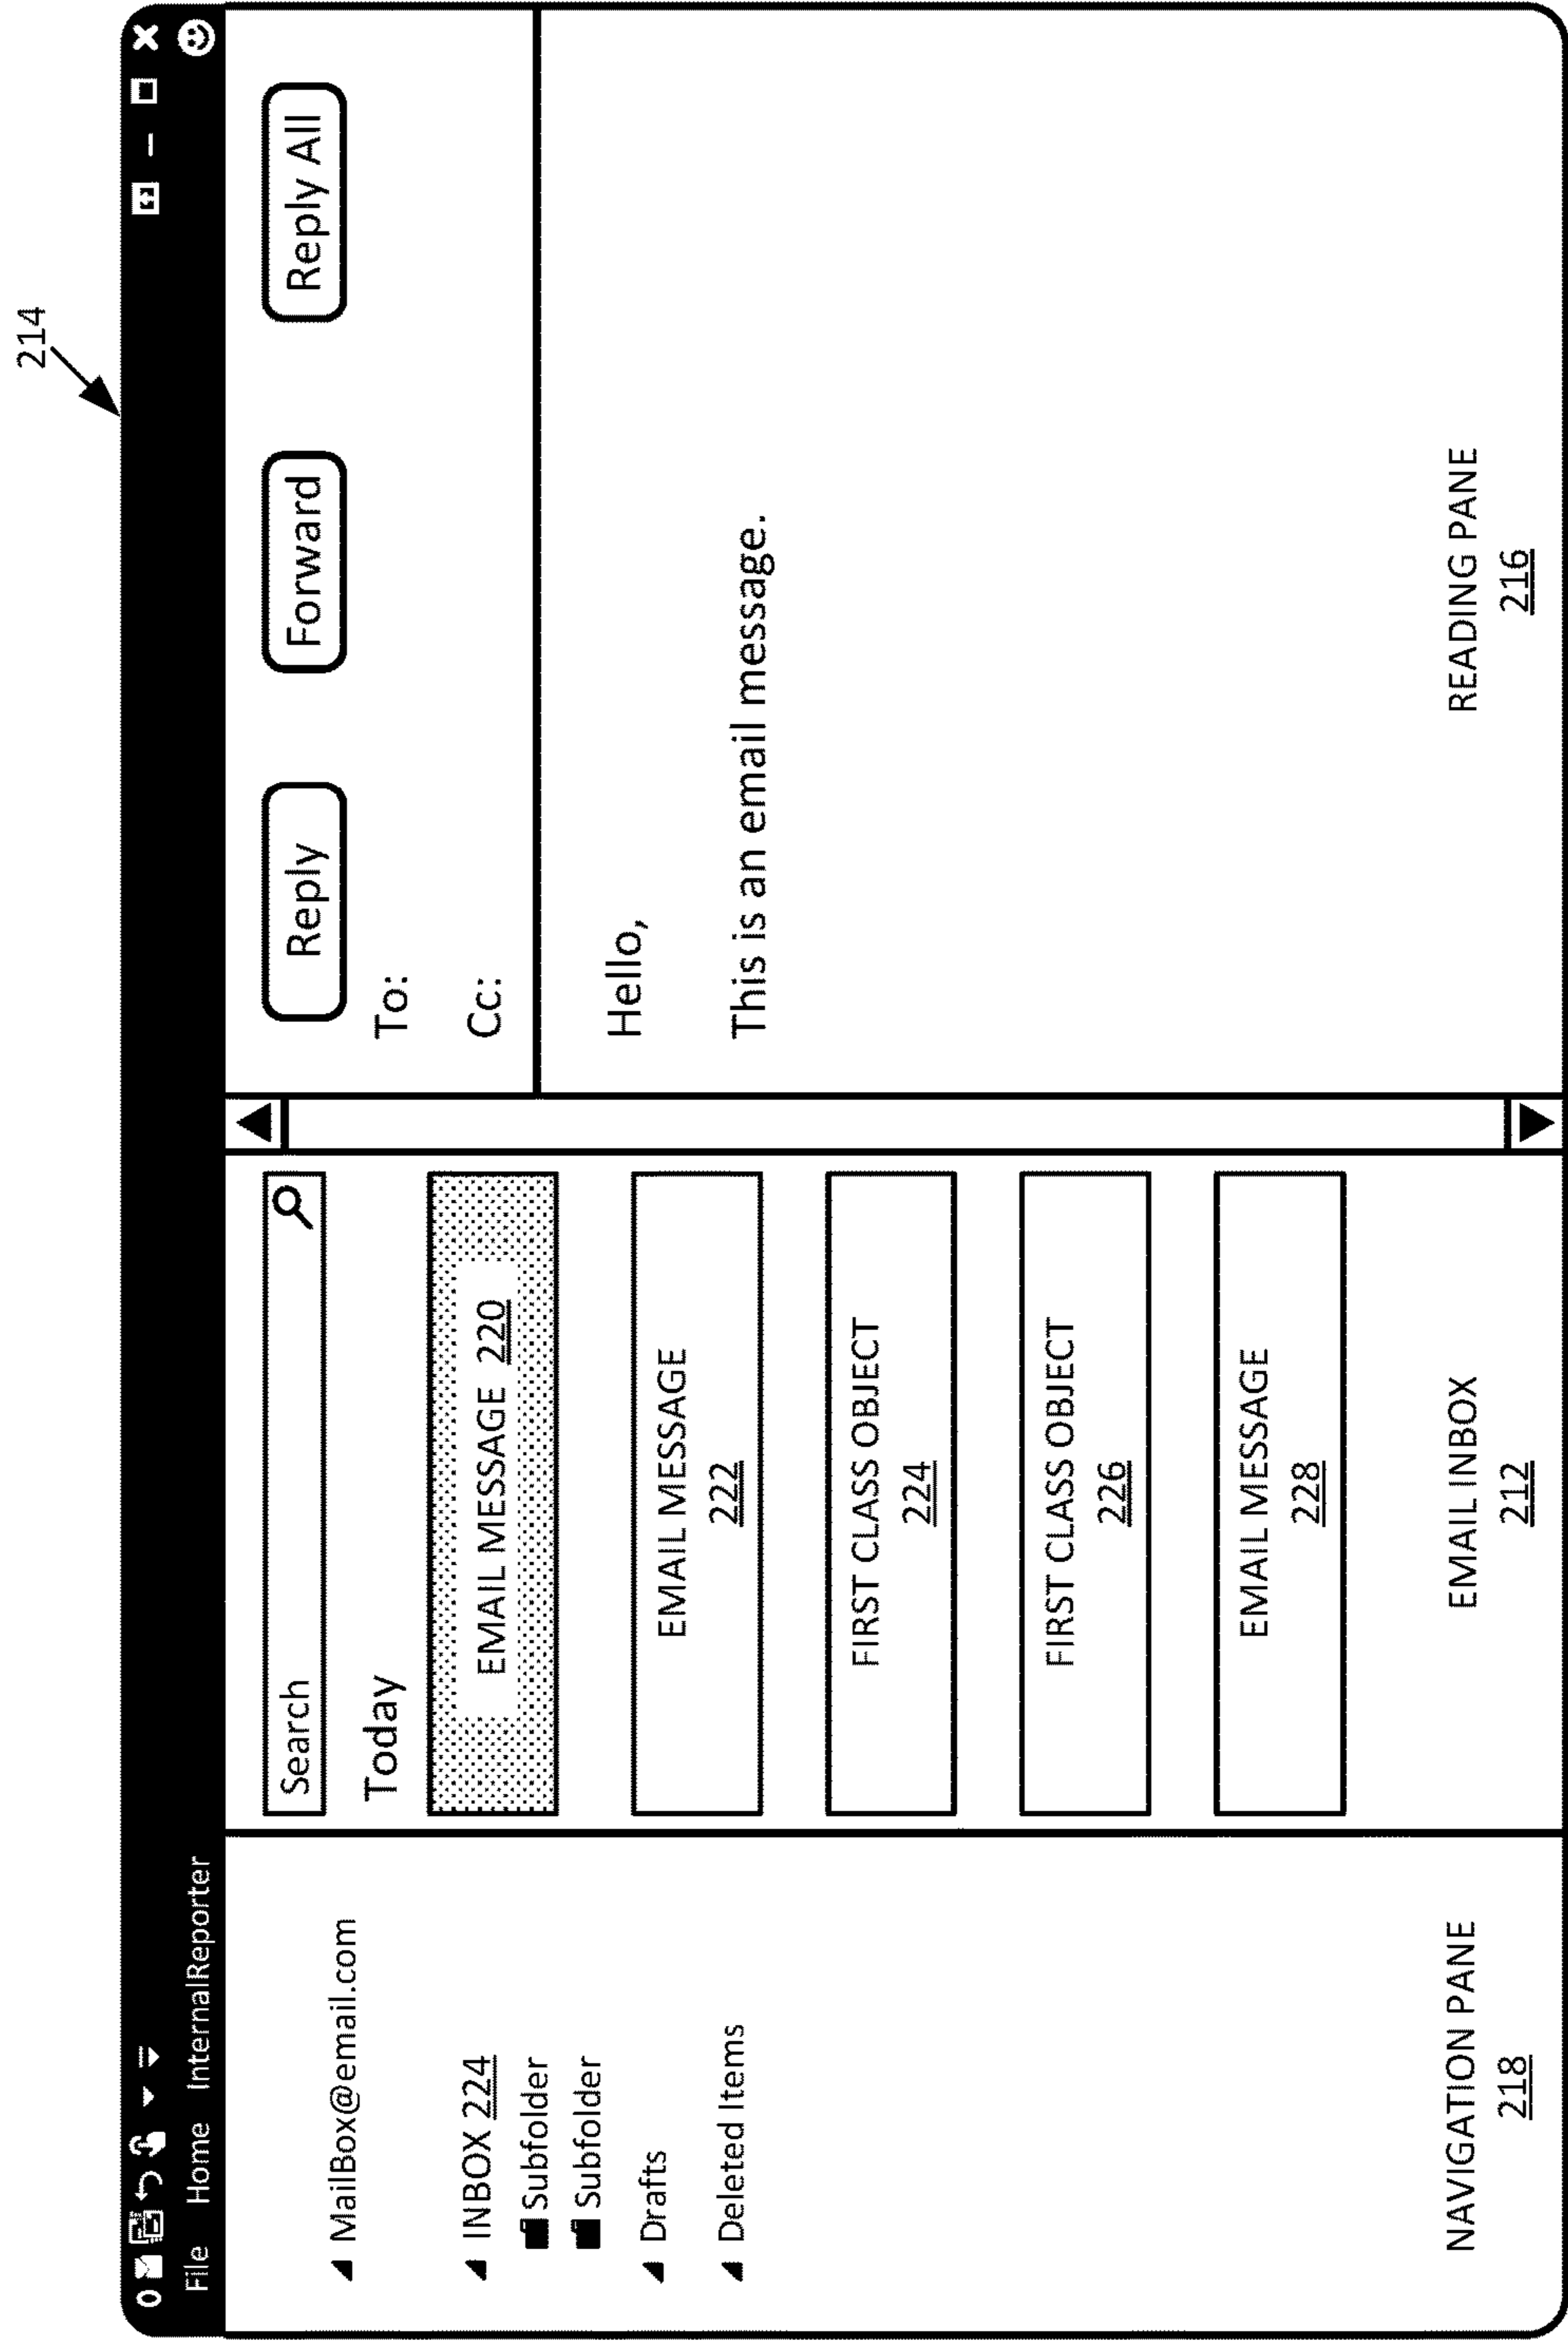 214
File Home InternalReporter
MailBox@email.com
INBOX 224
Subfolder
Subfolder
Drafts
Deleted Items
NAVIGATION PANE
218
Search
Today
EMAIL MESSAGE 220
EMAIL MESSAGE
222
FIRST CLASS OBJECT
224
FIRST CLASS OBJECT
226
EMAIL MESSAGE
228
EMAIL INBOX
212
Reply Forward Reply All
To:
Cc:
Hello,
This is an email message.
READING PANE
216